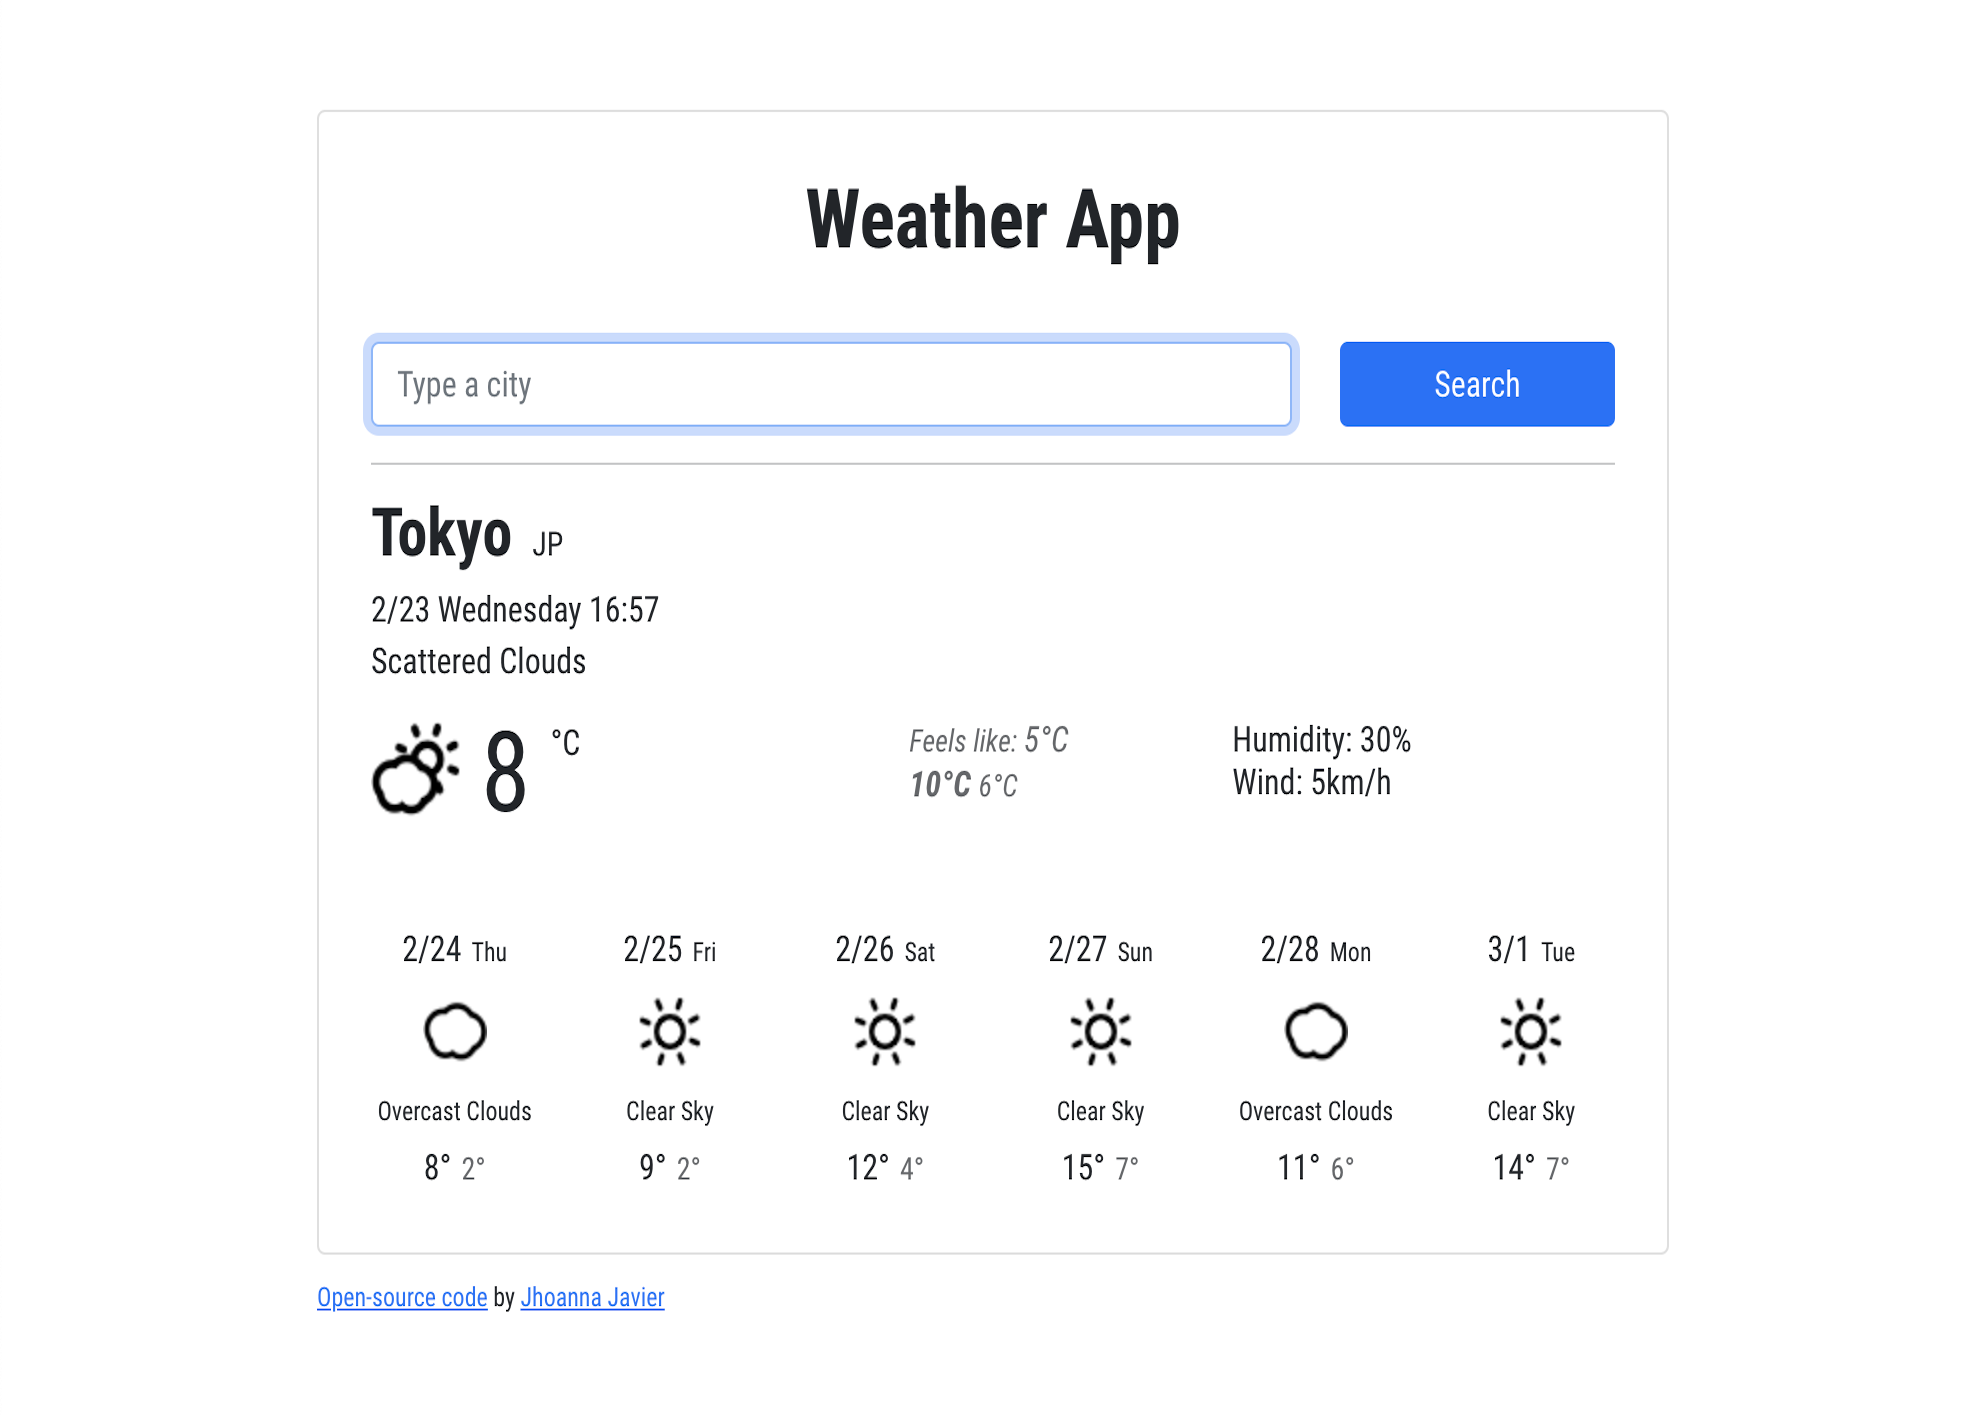 Weather App
Type a city
Search
Tokyo JP
2/23 Wednesday 16:57
Scattered Clouds
8 °C
Feels like: 5°C
10°C 6°C
Humidity: 30%
Wind: 5km/h
2/24 Thu
Overcast Clouds
8° 2°
2/25 Fri
Clear Sky
9° 2°
2/26 Sat
Clear Sky
12° 4°
2/27 Sun
Clear Sky
15° 7°
2/28 Mon
Overcast Clouds
11° 6°
3/1 Tue
Clear Sky
14° 7°
Open-source code by Jhoanna Javier